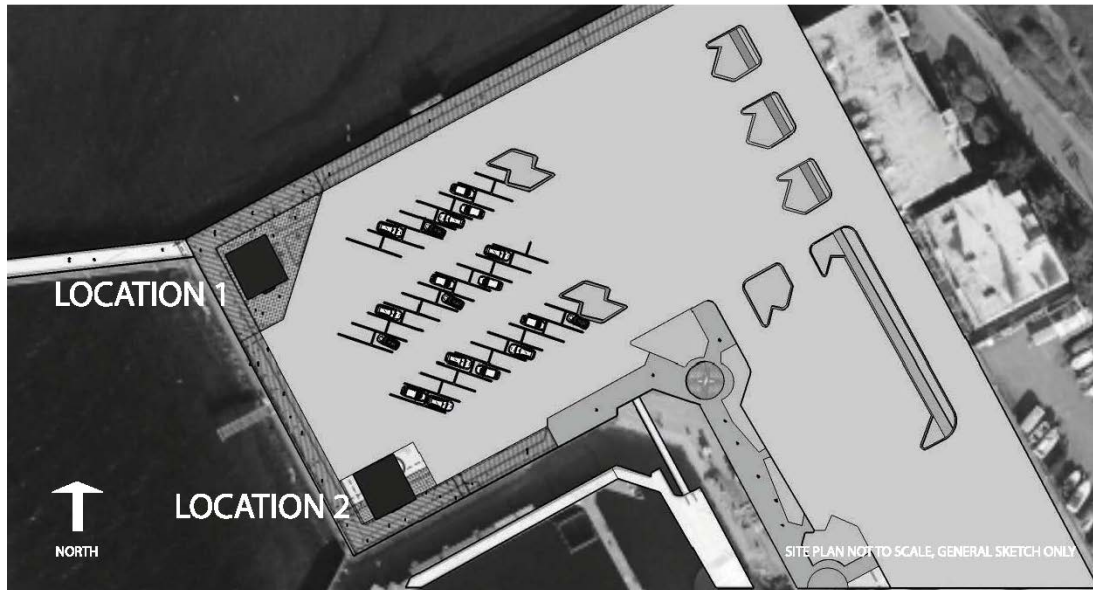 LOCATION 1
LOCATION 2
NORTH
SITE PLAN NOT TO SCALE, GENERAL SKETCH ONLY